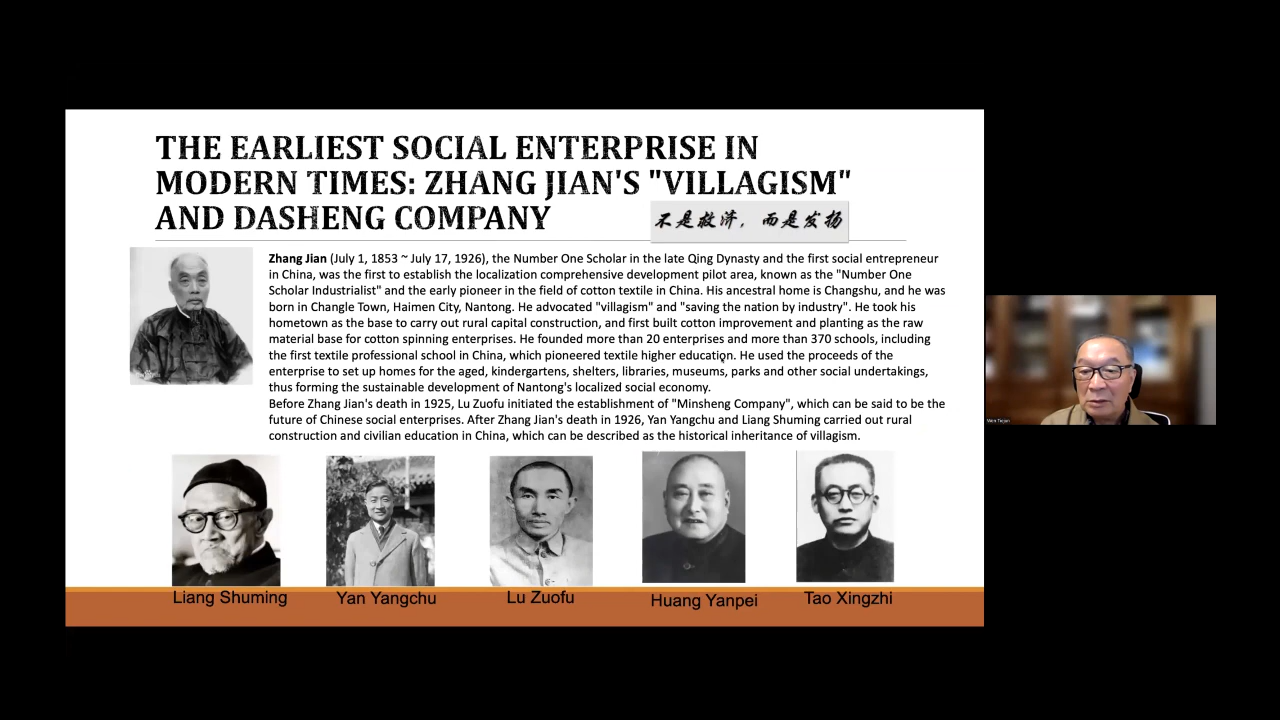 THE EARLIEST SOCIAL ENTERPRISE IN
MODERN TIMES: ZHANG JIAN'S "VILLAGISM"
AND DASHENG COMPANY
不是救济，而是发扬
Zhang Jian (July 1, 1853 ~ July 17, 1926), the Number One Scholar in the late Qing Dynasty and the first social entrepreneur
in China, was the first to establish the localization comprehensive development pilot area, known as the "Number One
Scholar Industrialist" and the early pioneer in the field of cotton textile in China. His ancestral home is Changshu, and he was
born in Changle Town, Haimen City, Nantong. He advocated "villagism" and "saving the nation by industry". He took his
hometown as the base to carry out rural capital construction, and first built cotton improvement and planting as the raw
material base for cotton spinning enterprises. He founded more than 20 enterprises and more than 370 schools, including
the first textile professional school in China, which pioneered textile higher education. He used the proceeds of the
enterprise to set up homes for the aged, kindergartens, shelters, libraries, museums, parks and other social undertakings,
thus forming the sustainable development of Nantong's localized social economy.
Before Zhang Jian's death in 1925, Lu Zuofu initiated the establishment of "Minsheng Company", which can be said to be the
future of Chinese social enterprises. After Zhang Jian's death in 1926, Yan Yangchu and Liang Shuming carried out rural
construction and civilian education in China, which can be described as the historical inheritance of villagism.
Liang Shuming
Yan Yangchu
Lu Zuofu
Huang Yanpei
Tao Xingzhi
Wen Tiejun